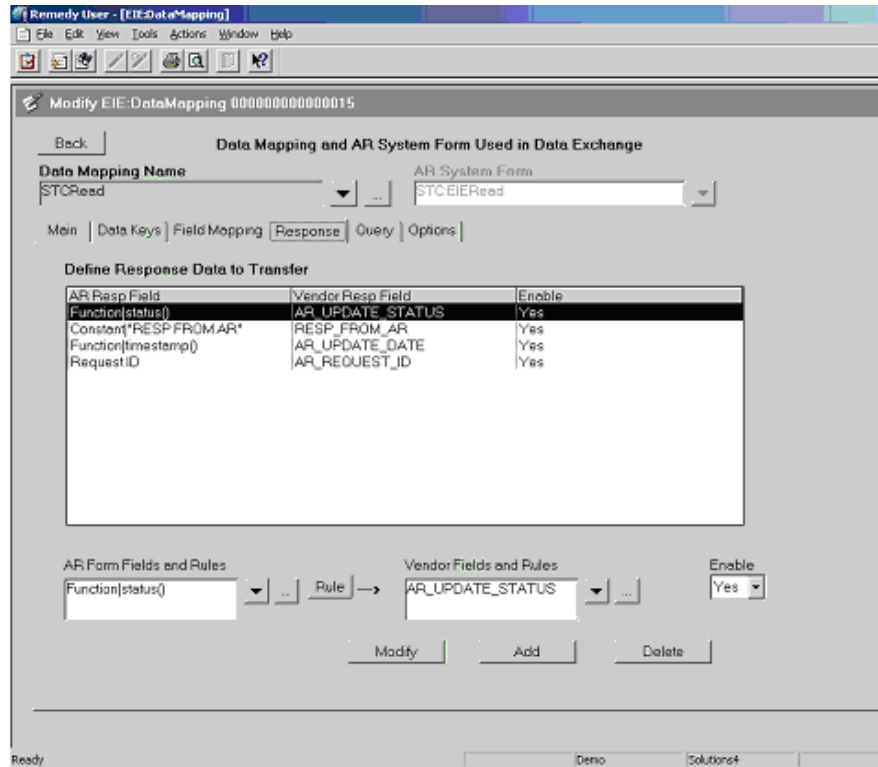 Remedy User - [EIE:DataMapping]
File Edit View Tools Actions Window Help
Modify EIE:DataMapping 000000000000015
Back Data Mapping and AR System Form Used in Data Exchange
Data Mapping Name AR System Form
STCRead ... STC:EIERead
Main Data Keys Field Mapping Response Query Options
Define Response Data to Transfer
AR Resp Field Vendor Resp Field Enable
Function|status() AR_UPDATE_STATUS Yes
Constant|"RESP FROM AR" RESP_FROM_AR Yes
Function|timestamp() AR_UPDATE_DATE Yes
Request ID AR_REQUEST_ID Yes
AR Form Fields and Rules Vendor Fields and Rules Enable
Function|status() ... Rule --> AR_UPDATE_STATUS ... Yes
Modify Add Delete
Ready Demo Solutions4